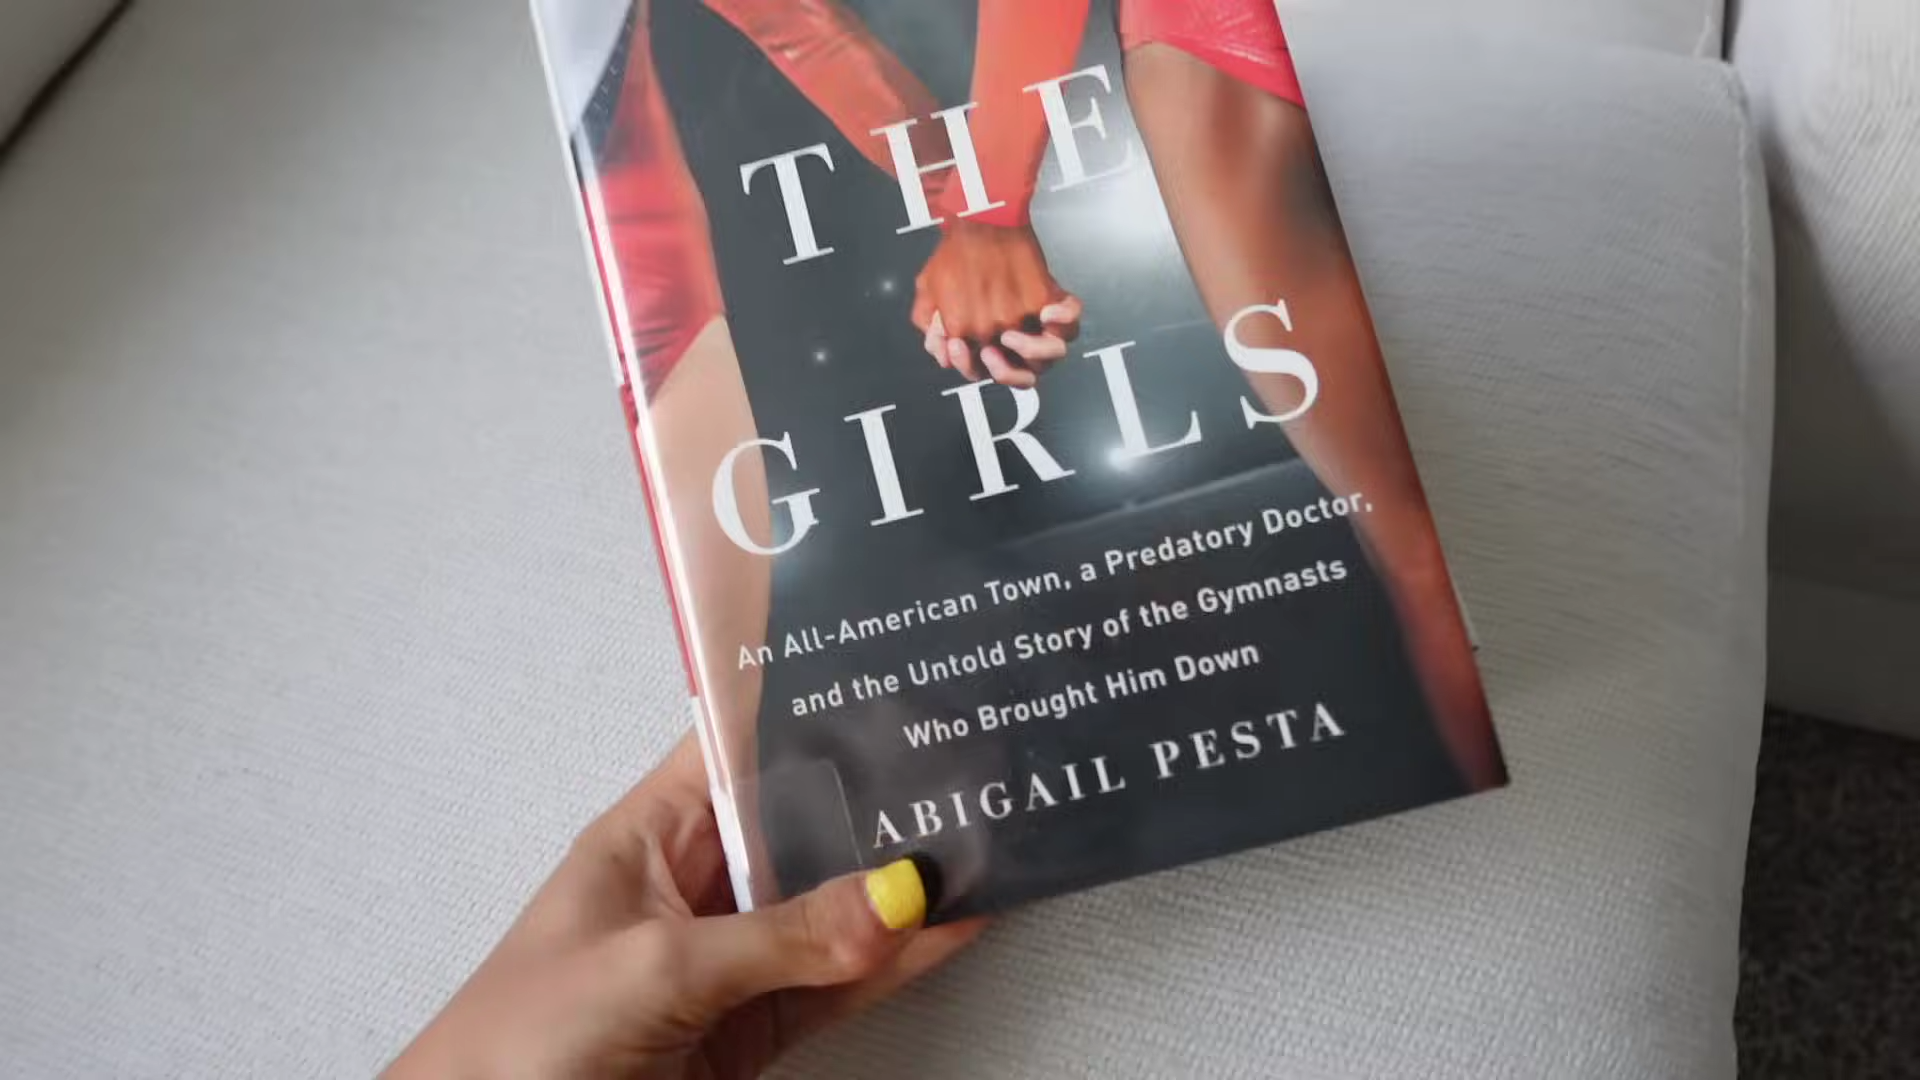 THE
GIRLS
An All-American Town, a Predatory Doctor,
and the Untold Story of the Gymnasts
Who Brought Him Down
ABIGAIL PESTA